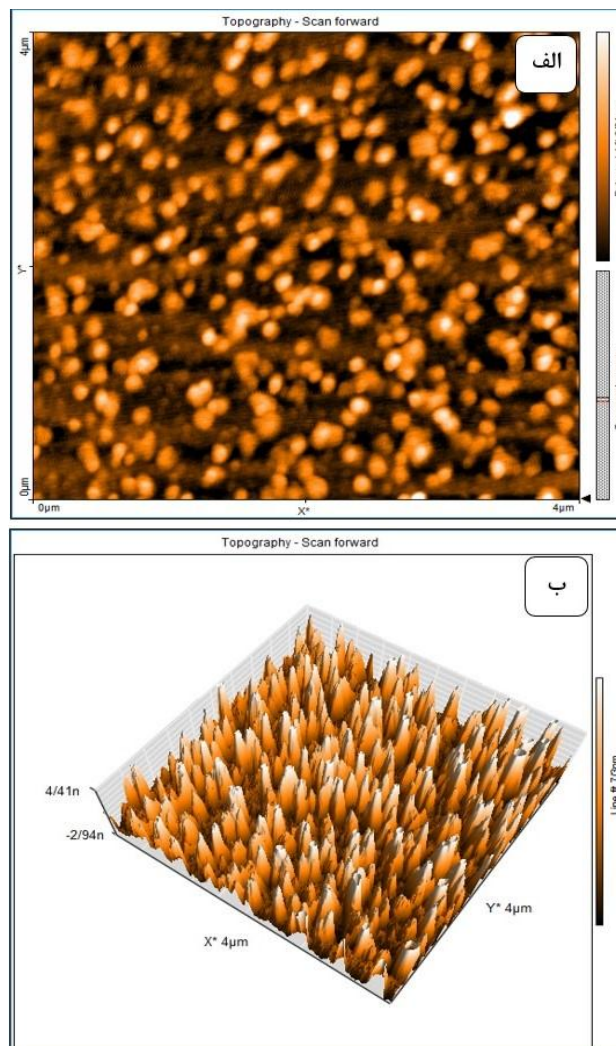 Topography - Scan forward
الف
4µm
Y*
0µm
0µm
X*
4µm
Topography - Scan forward
ب
4/41n
-2/94n
X* 4µm
Y* 4µm